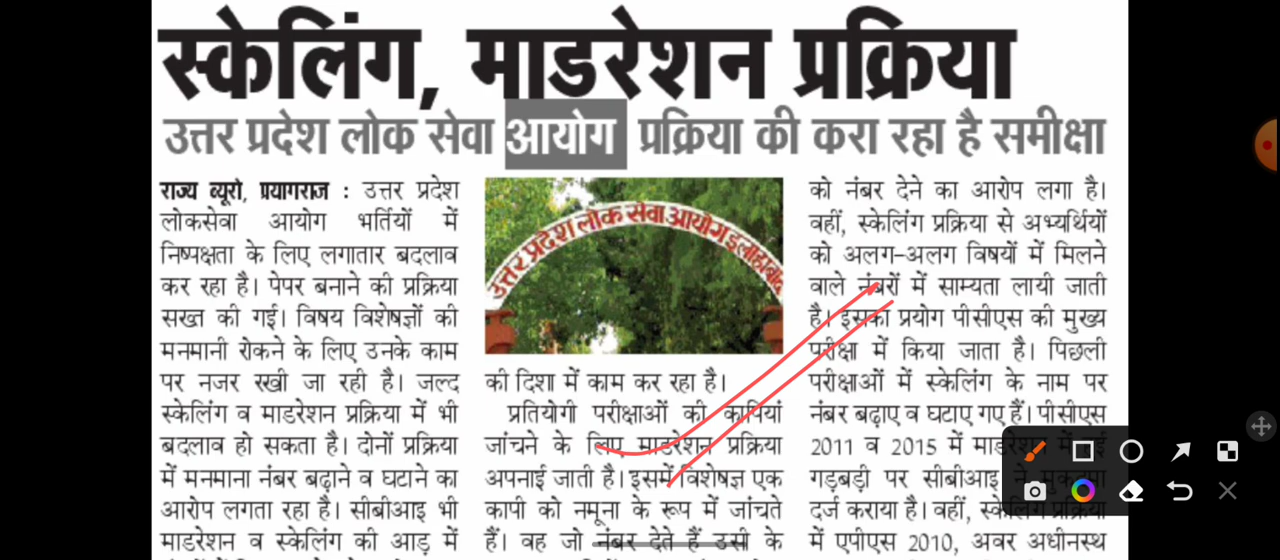 स्केलिंग, माडरेशन प्रक्रिया
उत्तर प्रदेश लोक सेवा आयोग प्रक्रिया की करा रहा है समीक्षा
राज्य ब्यूरो, प्रयागराज : उत्तर प्रदेश
लोकसेवा आयोग भर्तियों में
निष्पक्षता के लिए लगातार बदलाव
कर रहा है। पेपर बनाने की प्रक्रिया
सख्त की गई। विषय विशेषज्ञों की
मनमानी रोकने के लिए उनके काम
पर नजर रखी जा रही है। जल्द
स्केलिंग व माडरेशन प्रक्रिया में भी
बदलाव हो सकता है। दोनों प्रक्रिया
में मनमाना नंबर बढ़ाने व घटाने का
आरोप लगता रहा है। सीबीआइ भी
माडरेशन व स्केलिंग की आड़ में
उत्तर प्रदेश लोक सेवा आयोग इलाहाबाद
की दिशा में काम कर रहा है।
प्रतियोगी परीक्षाओं की कापियां
जांचने के लिए माडरेशन प्रक्रिया
अपनाई जाती है। इसमें विशेषज्ञ एक
कापी को नमूना के रूप में जांचते
हैं। वह जो नंबर देते हैं उसी के
को नंबर देने का आरोप लगा है।
वहीं, स्केलिंग प्रक्रिया से अभ्यर्थियों
को अलग-अलग विषयों में मिलने
वाले नंबरों में साम्यता लायी जाती
है। इसका प्रयोग पीसीएस की मुख्य
परीक्षा में किया जाता है। पिछली
परीक्षाओं में स्केलिंग के नाम पर
नंबर बढ़ाए व घटाए गए हैं। पीसीएस
2011 व 2015 में माडरेशन में हुई
गड़बड़ी पर सीबीआइ ने मुकदमा
दर्ज कराया है। वहीं, स्केलिंग प्रक्रिया
में एपीएस 2010, अवर अधीनस्थ